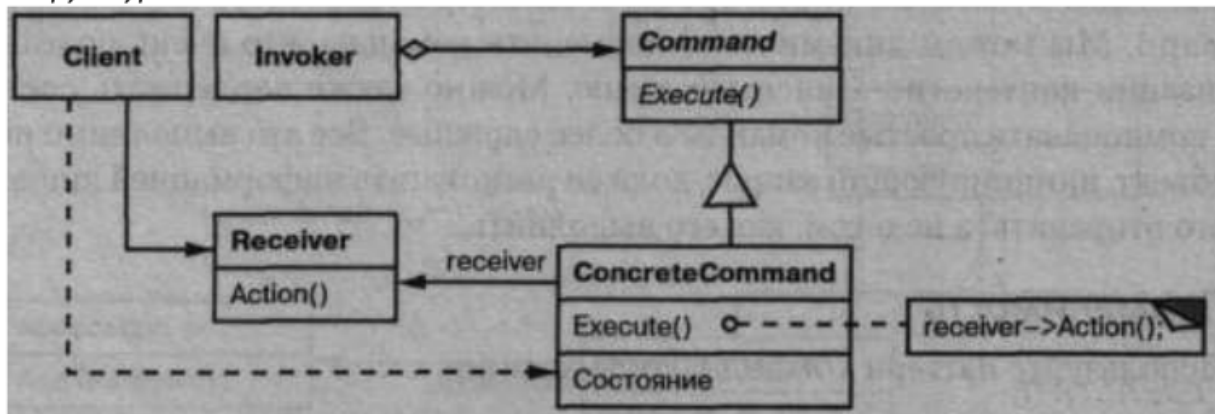 Client
Invoker
Command
Execute()
Receiver
Action()
receiver
ConcreteCommand
Execute()
receiver->Action();
Состояние